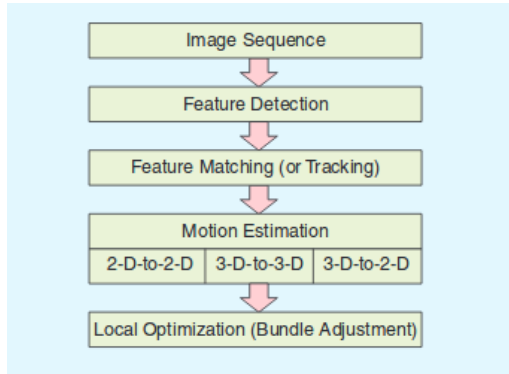 Image Sequence
Feature Detection
Feature Matching (or Tracking)
Motion Estimation
2-D-to-2-D 3-D-to-3-D 3-D-to-2-D
Local Optimization (Bundle Adjustment)